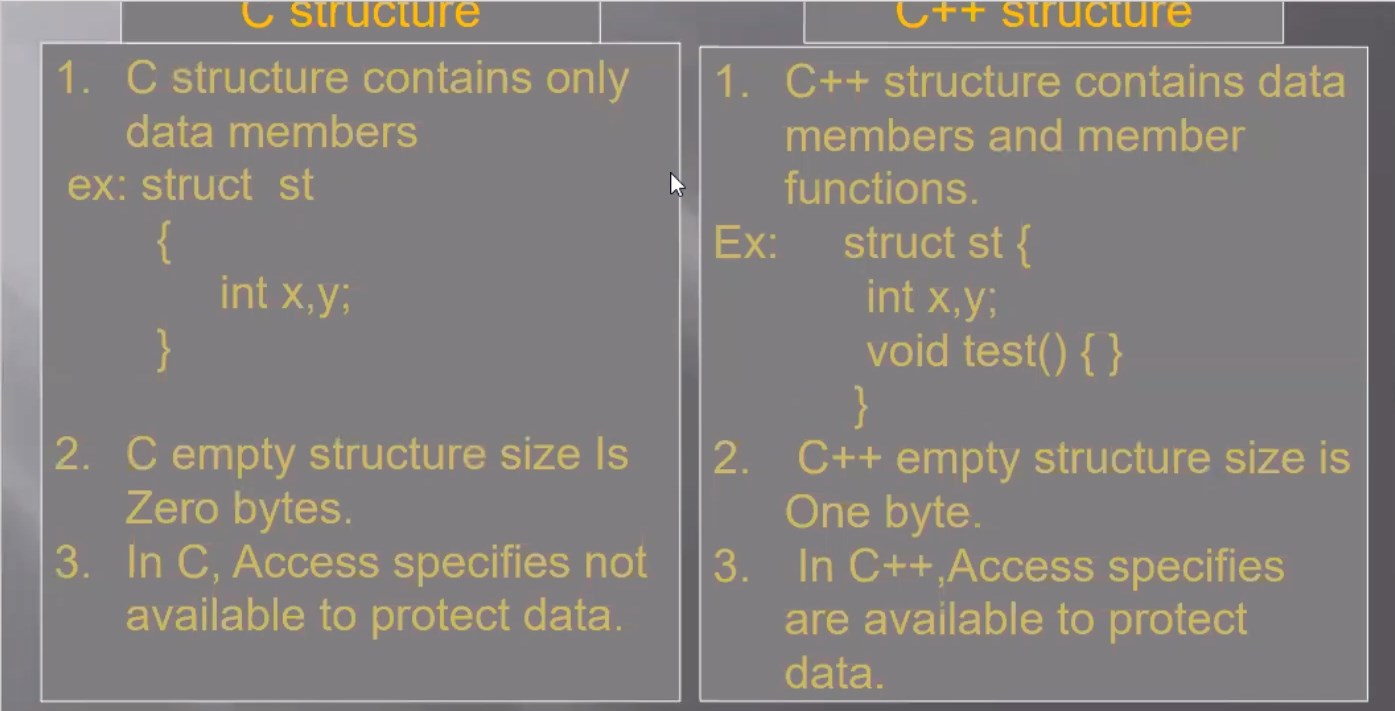 C structure
1. C structure contains only
data members
ex: struct st
{
int x,y;
}
2. C empty structure size Is
Zero bytes.
3. In C, Access specifies not
available to protect data.
C++ structure
1. C++ structure contains data
members and member
functions.
Ex: struct st {
int x,y;
void test() { }
}
2. C++ empty structure size is
One byte.
3. In C++,Access specifies
are available to protect
data.